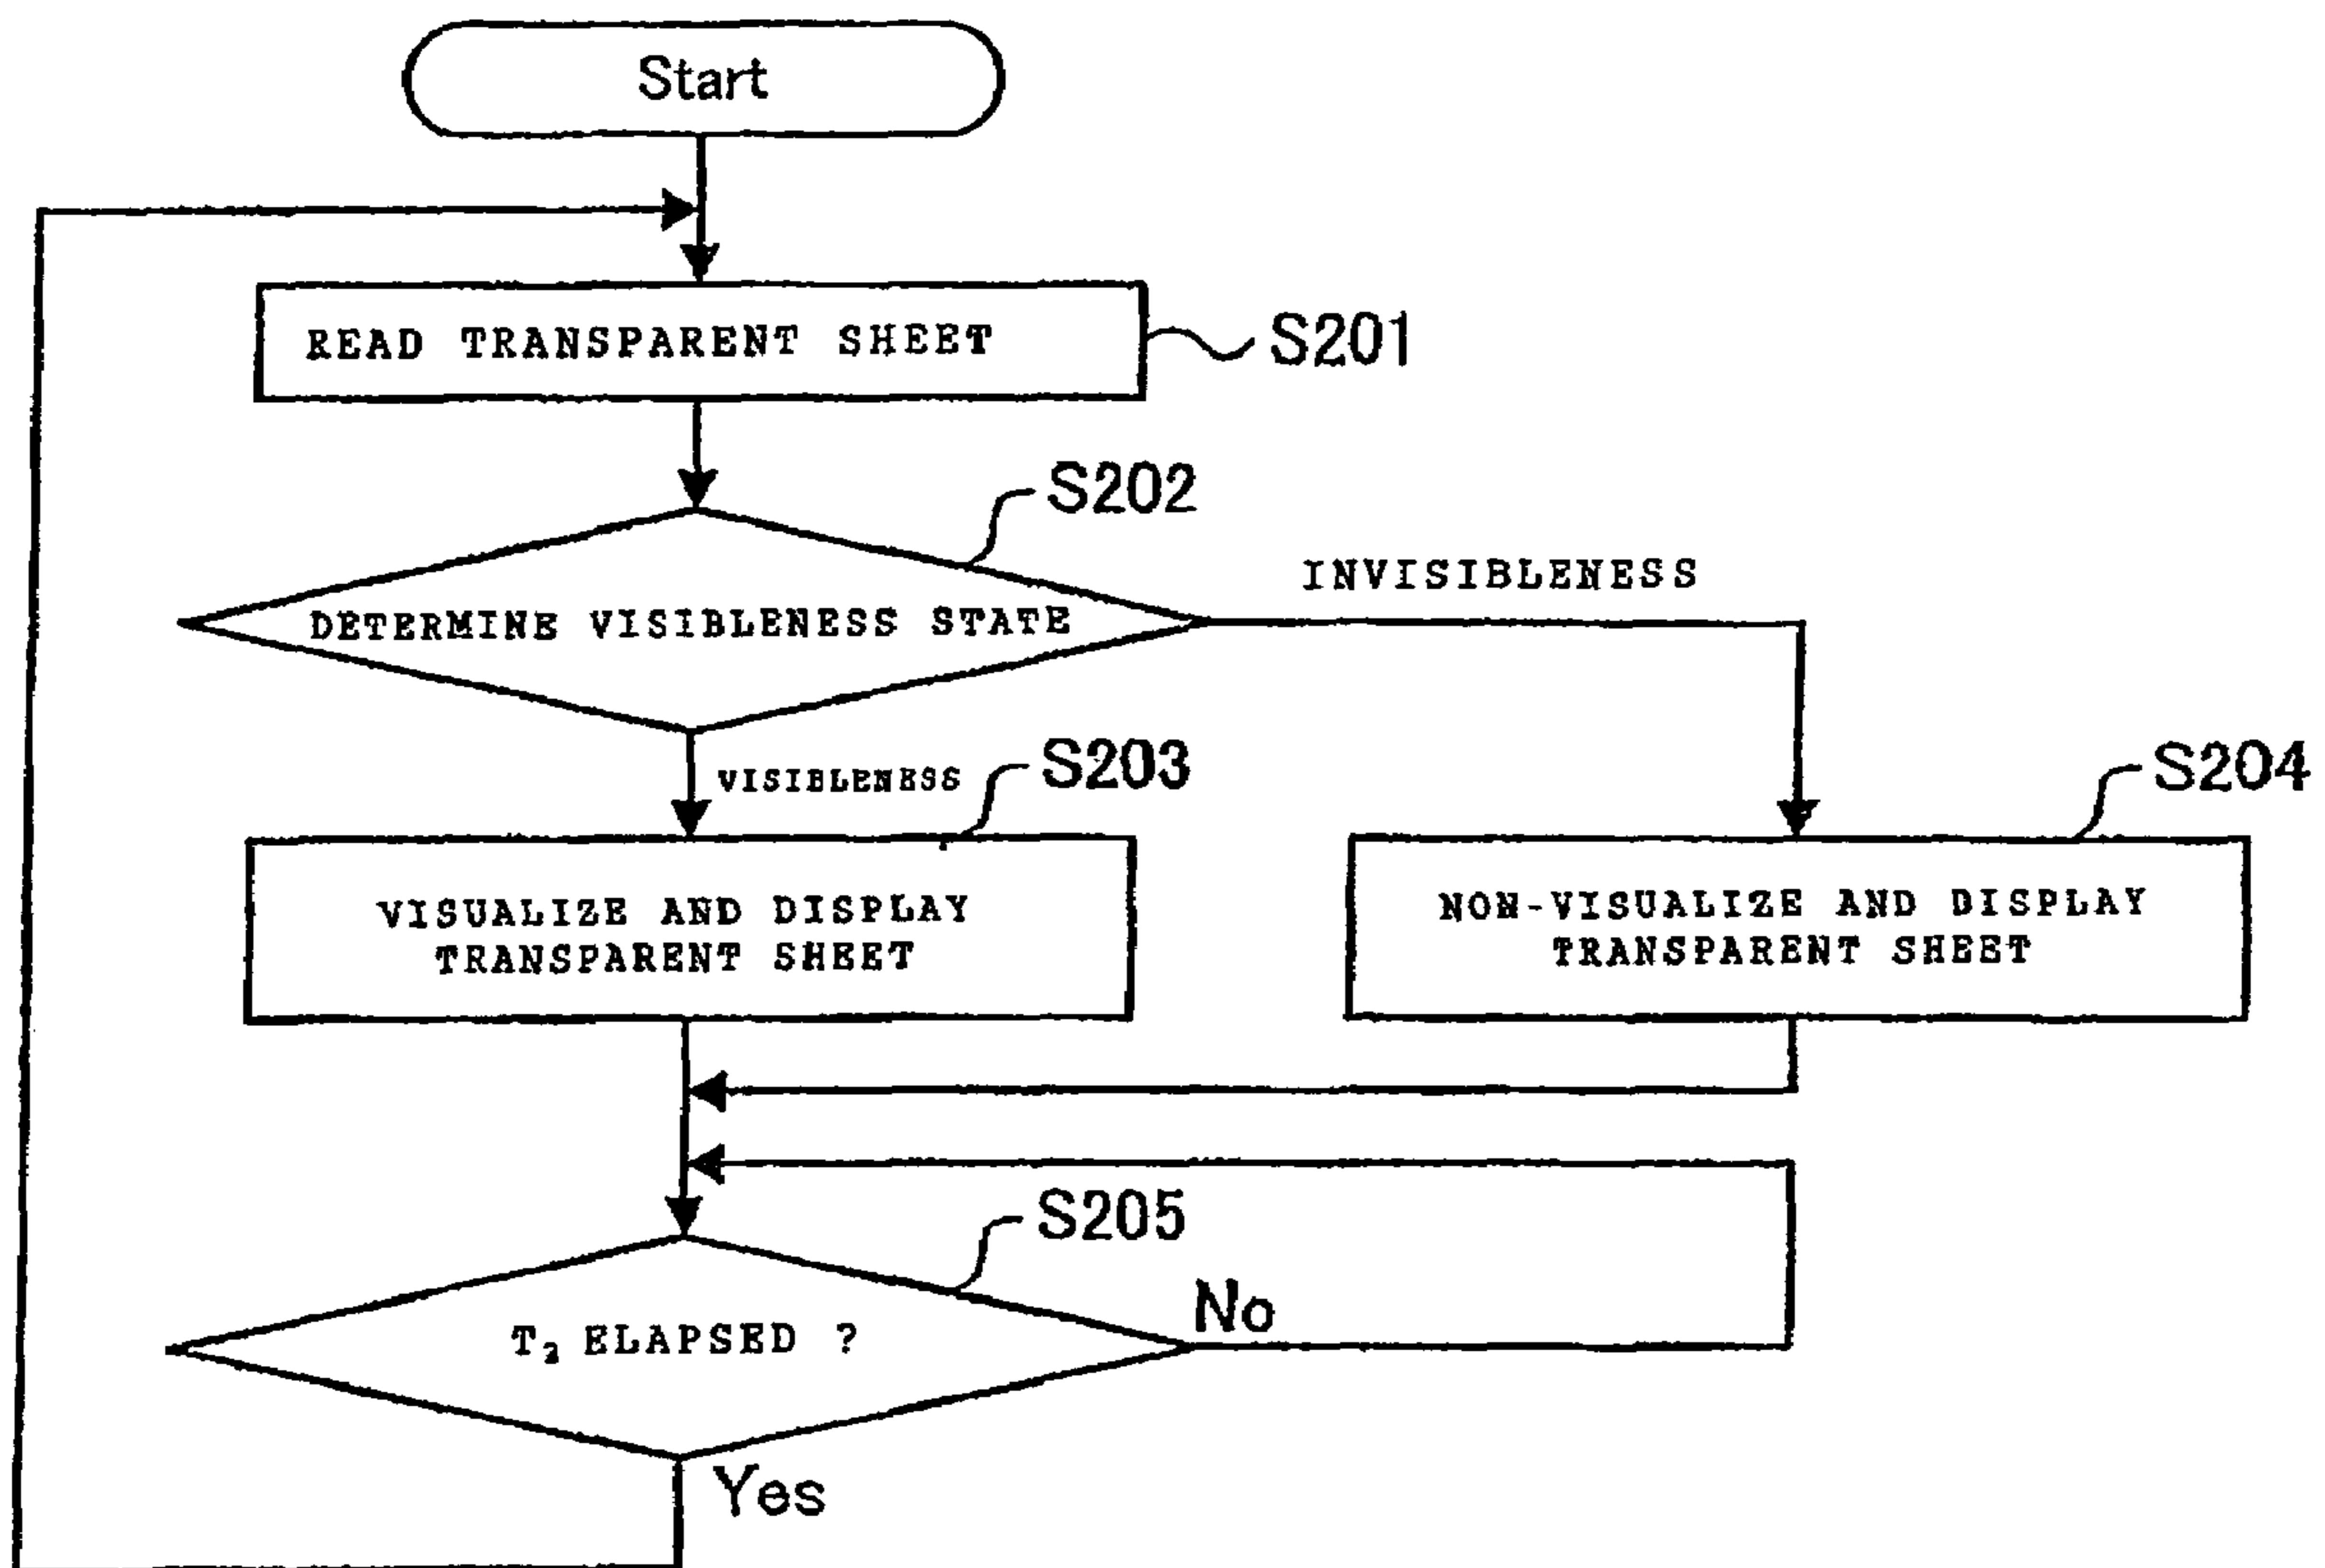 Start
READ TRANSPARENT SHEET
S201
S202
DETERMINE VISIBLENESS STATE
INVISIBLENESS
VISIBLENESS
S203
S204
VISUALIZE AND DISPLAY
TRANSPARENT SHEET
NON-VISUALIZE AND DISPLAY
TRANSPARENT SHEET
S205
T₂ ELAPSED ?
No
Yes